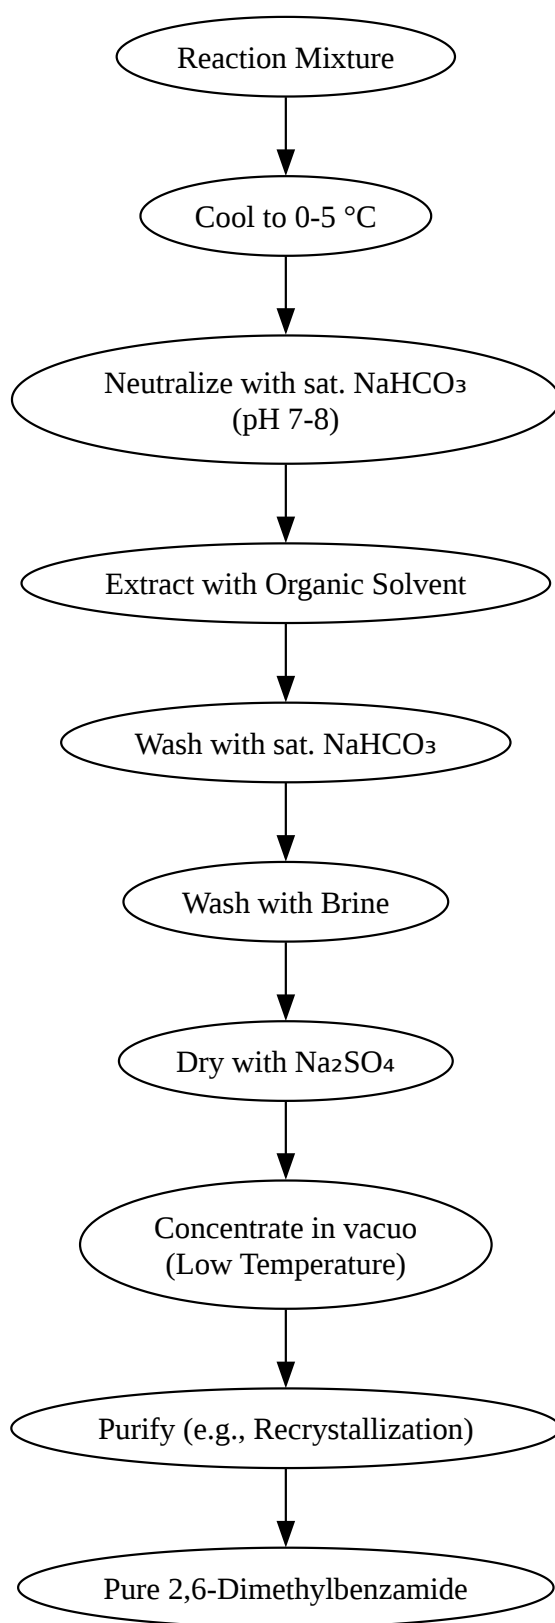 Reaction Mixture
Cool to 0-5 °C
Neutralize with sat. NaHCO₃
(pH 7-8)
Extract with Organic Solvent
Wash with sat. NaHCO₃
Wash with Brine
Dry with Na₂SO₄
Concentrate in vacuo
(Low Temperature)
Purify (e.g., Recrystallization)
Pure 2,6-Dimethylbenzamide